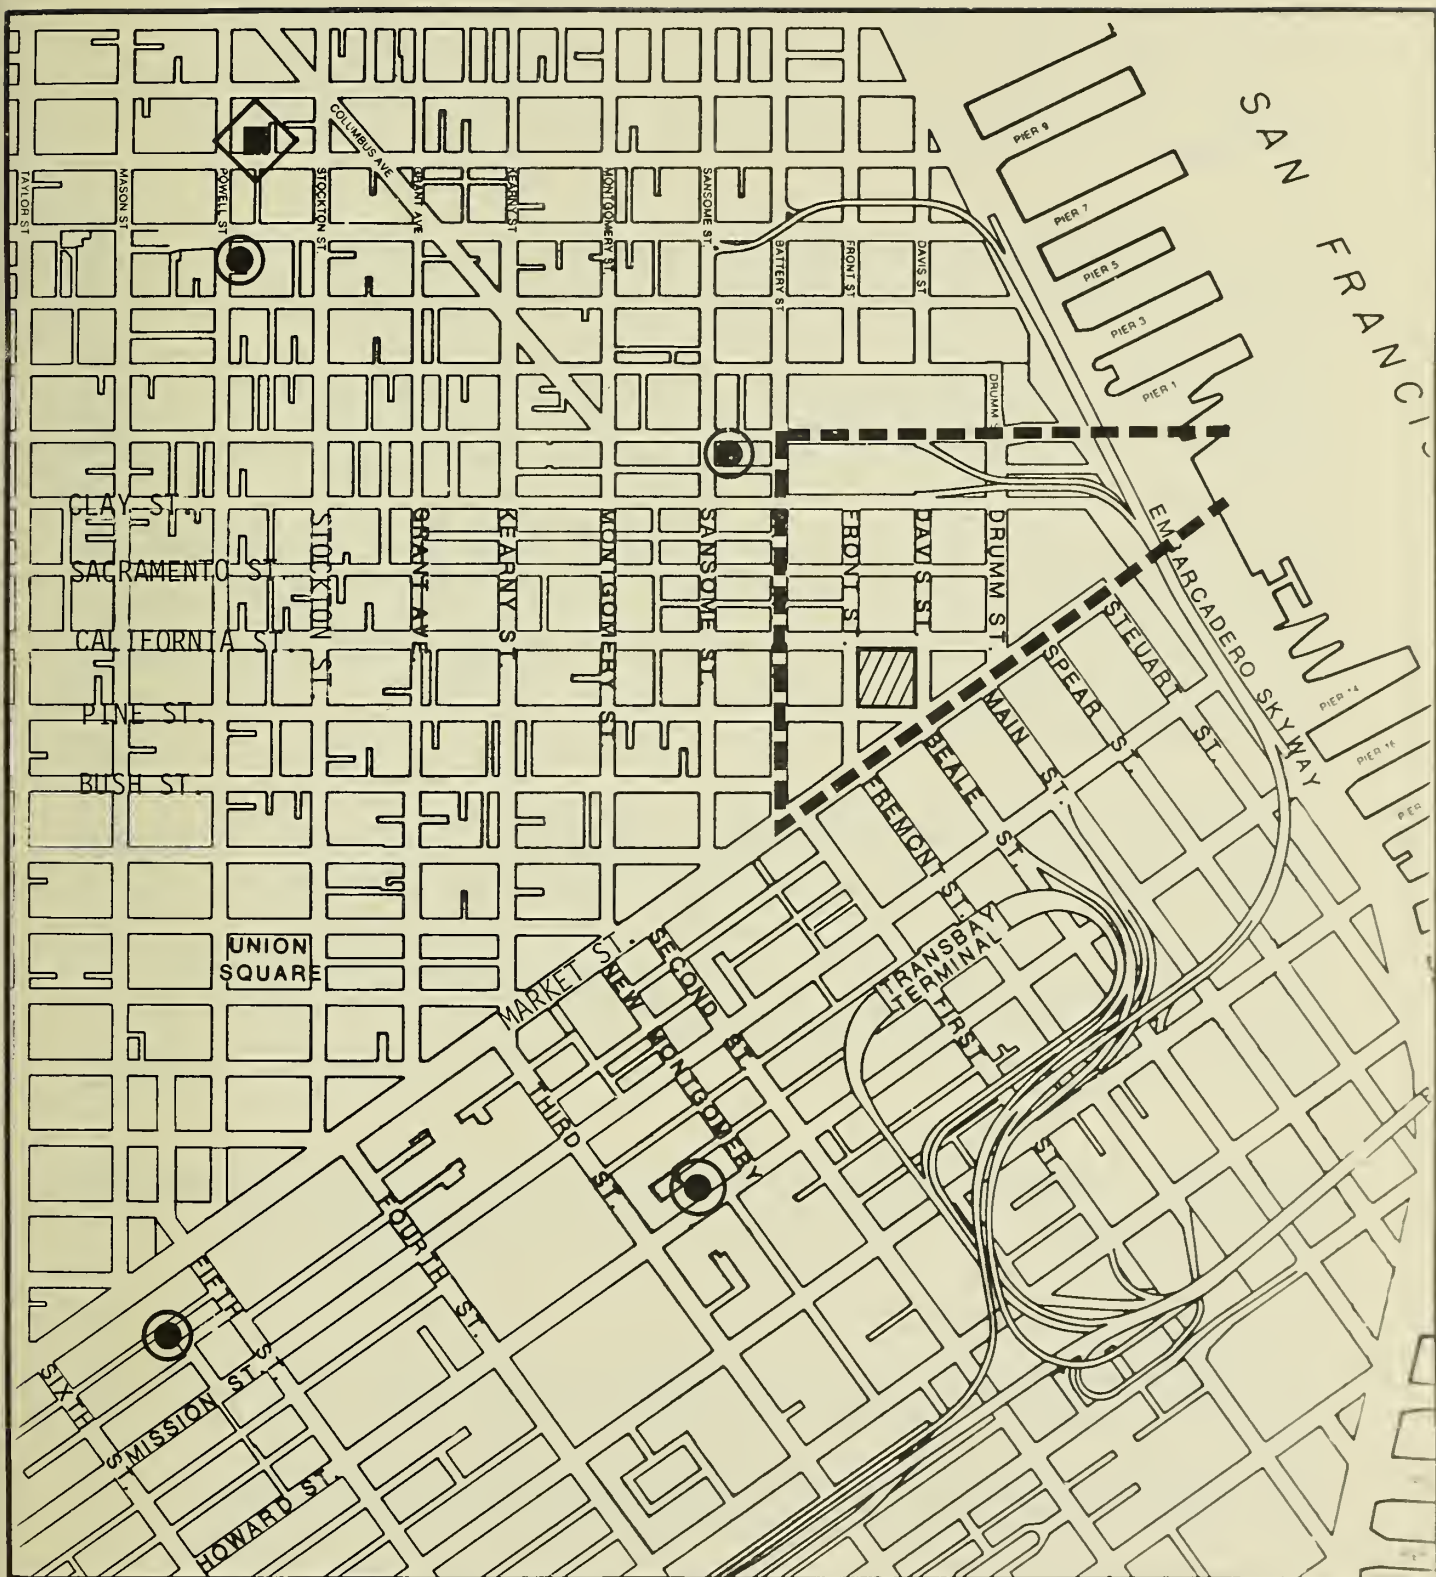 SAN FRANCIS
PIER 9
PIER 7
PIER 5
PIER 3
PIER 1
COLUMBUS AVE
TAYLOR ST
MASON ST
POWELL ST
STOCKTON ST.
GRANT AVE
KEARNY ST
MONTGOMERY ST.
SANSOME ST.
BATTERY ST
FRONT ST
DAVIS ST
DRUMM S
CLAY ST.
SACRAMENTO ST.
CALIFORNIA ST.
PINE ST.
BUSH ST.
STOCKTON ST.
GRANT AVE.
KEARNY ST.
MONTGOMERY ST.
SANSOME ST.
FRONT ST.
DAVIS ST.
DRUMM ST.
EMBARCADERO SKYWAY
STEUART ST.
SPEAR ST.
MAIN ST.
BEALE ST.
FREMONT ST.
PIER 14
PIER 16
PIER
UNION
SQUARE
MARKET ST.
TRANSBAY
TERMINAL
FIRST ST.
SECOND ST.
NEW MONTGOMERY
THIRD ST.
FOURTH ST.
FIFTH ST.
SIXTH ST.
MISSION ST.
HOWARD ST.